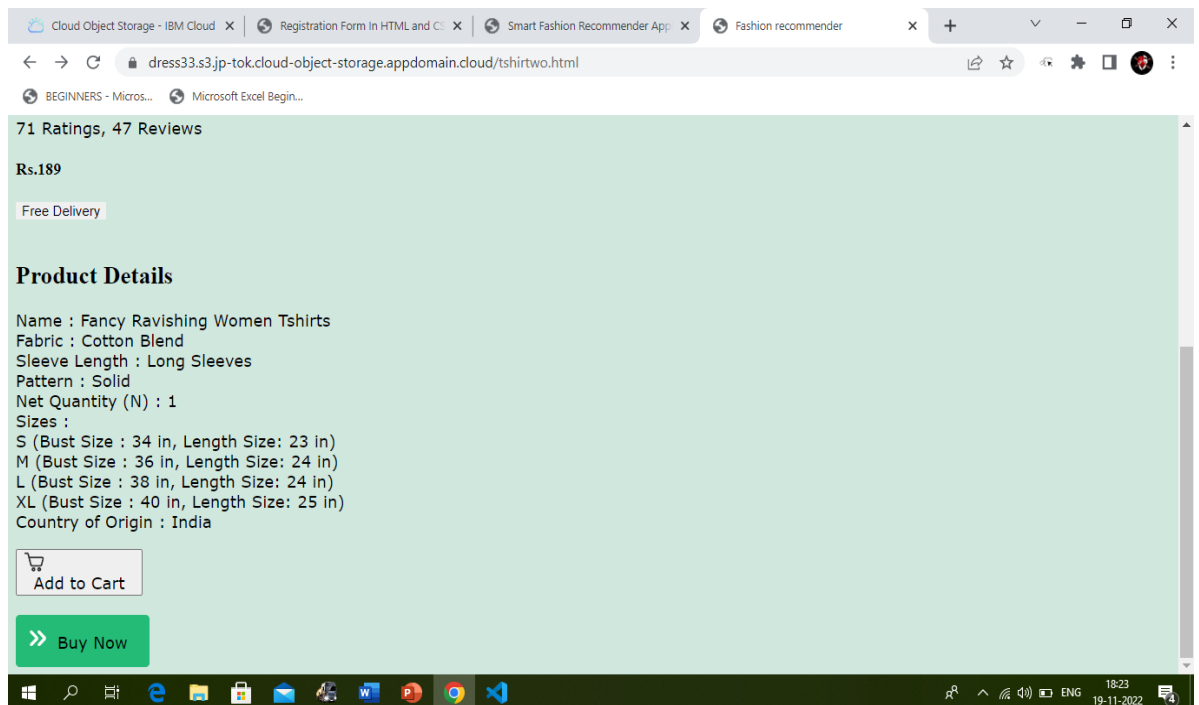 Cloud Object Storage - IBM Cloud
Registration Form In HTML and CS
Smart Fashion Recommender App
Fashion recommender
dress33.s3.jp-tok.cloud-object-storage.appdomain.cloud/tshirtwo.html
BEGINNERS - Micros...
Microsoft Excel Begin...
71 Ratings, 47 Reviews
Rs.189
Free Delivery
Product Details
Name : Fancy Ravishing Women Tshirts
Fabric : Cotton Blend
Sleeve Length : Long Sleeves
Pattern : Solid
Net Quantity (N) : 1
Sizes :
S (Bust Size : 34 in, Length Size: 23 in)
M (Bust Size : 36 in, Length Size: 24 in)
L (Bust Size : 38 in, Length Size: 24 in)
XL (Bust Size : 40 in, Length Size: 25 in)
Country of Origin : India
Add to Cart
Buy Now
ENG
18:23
19-11-2022